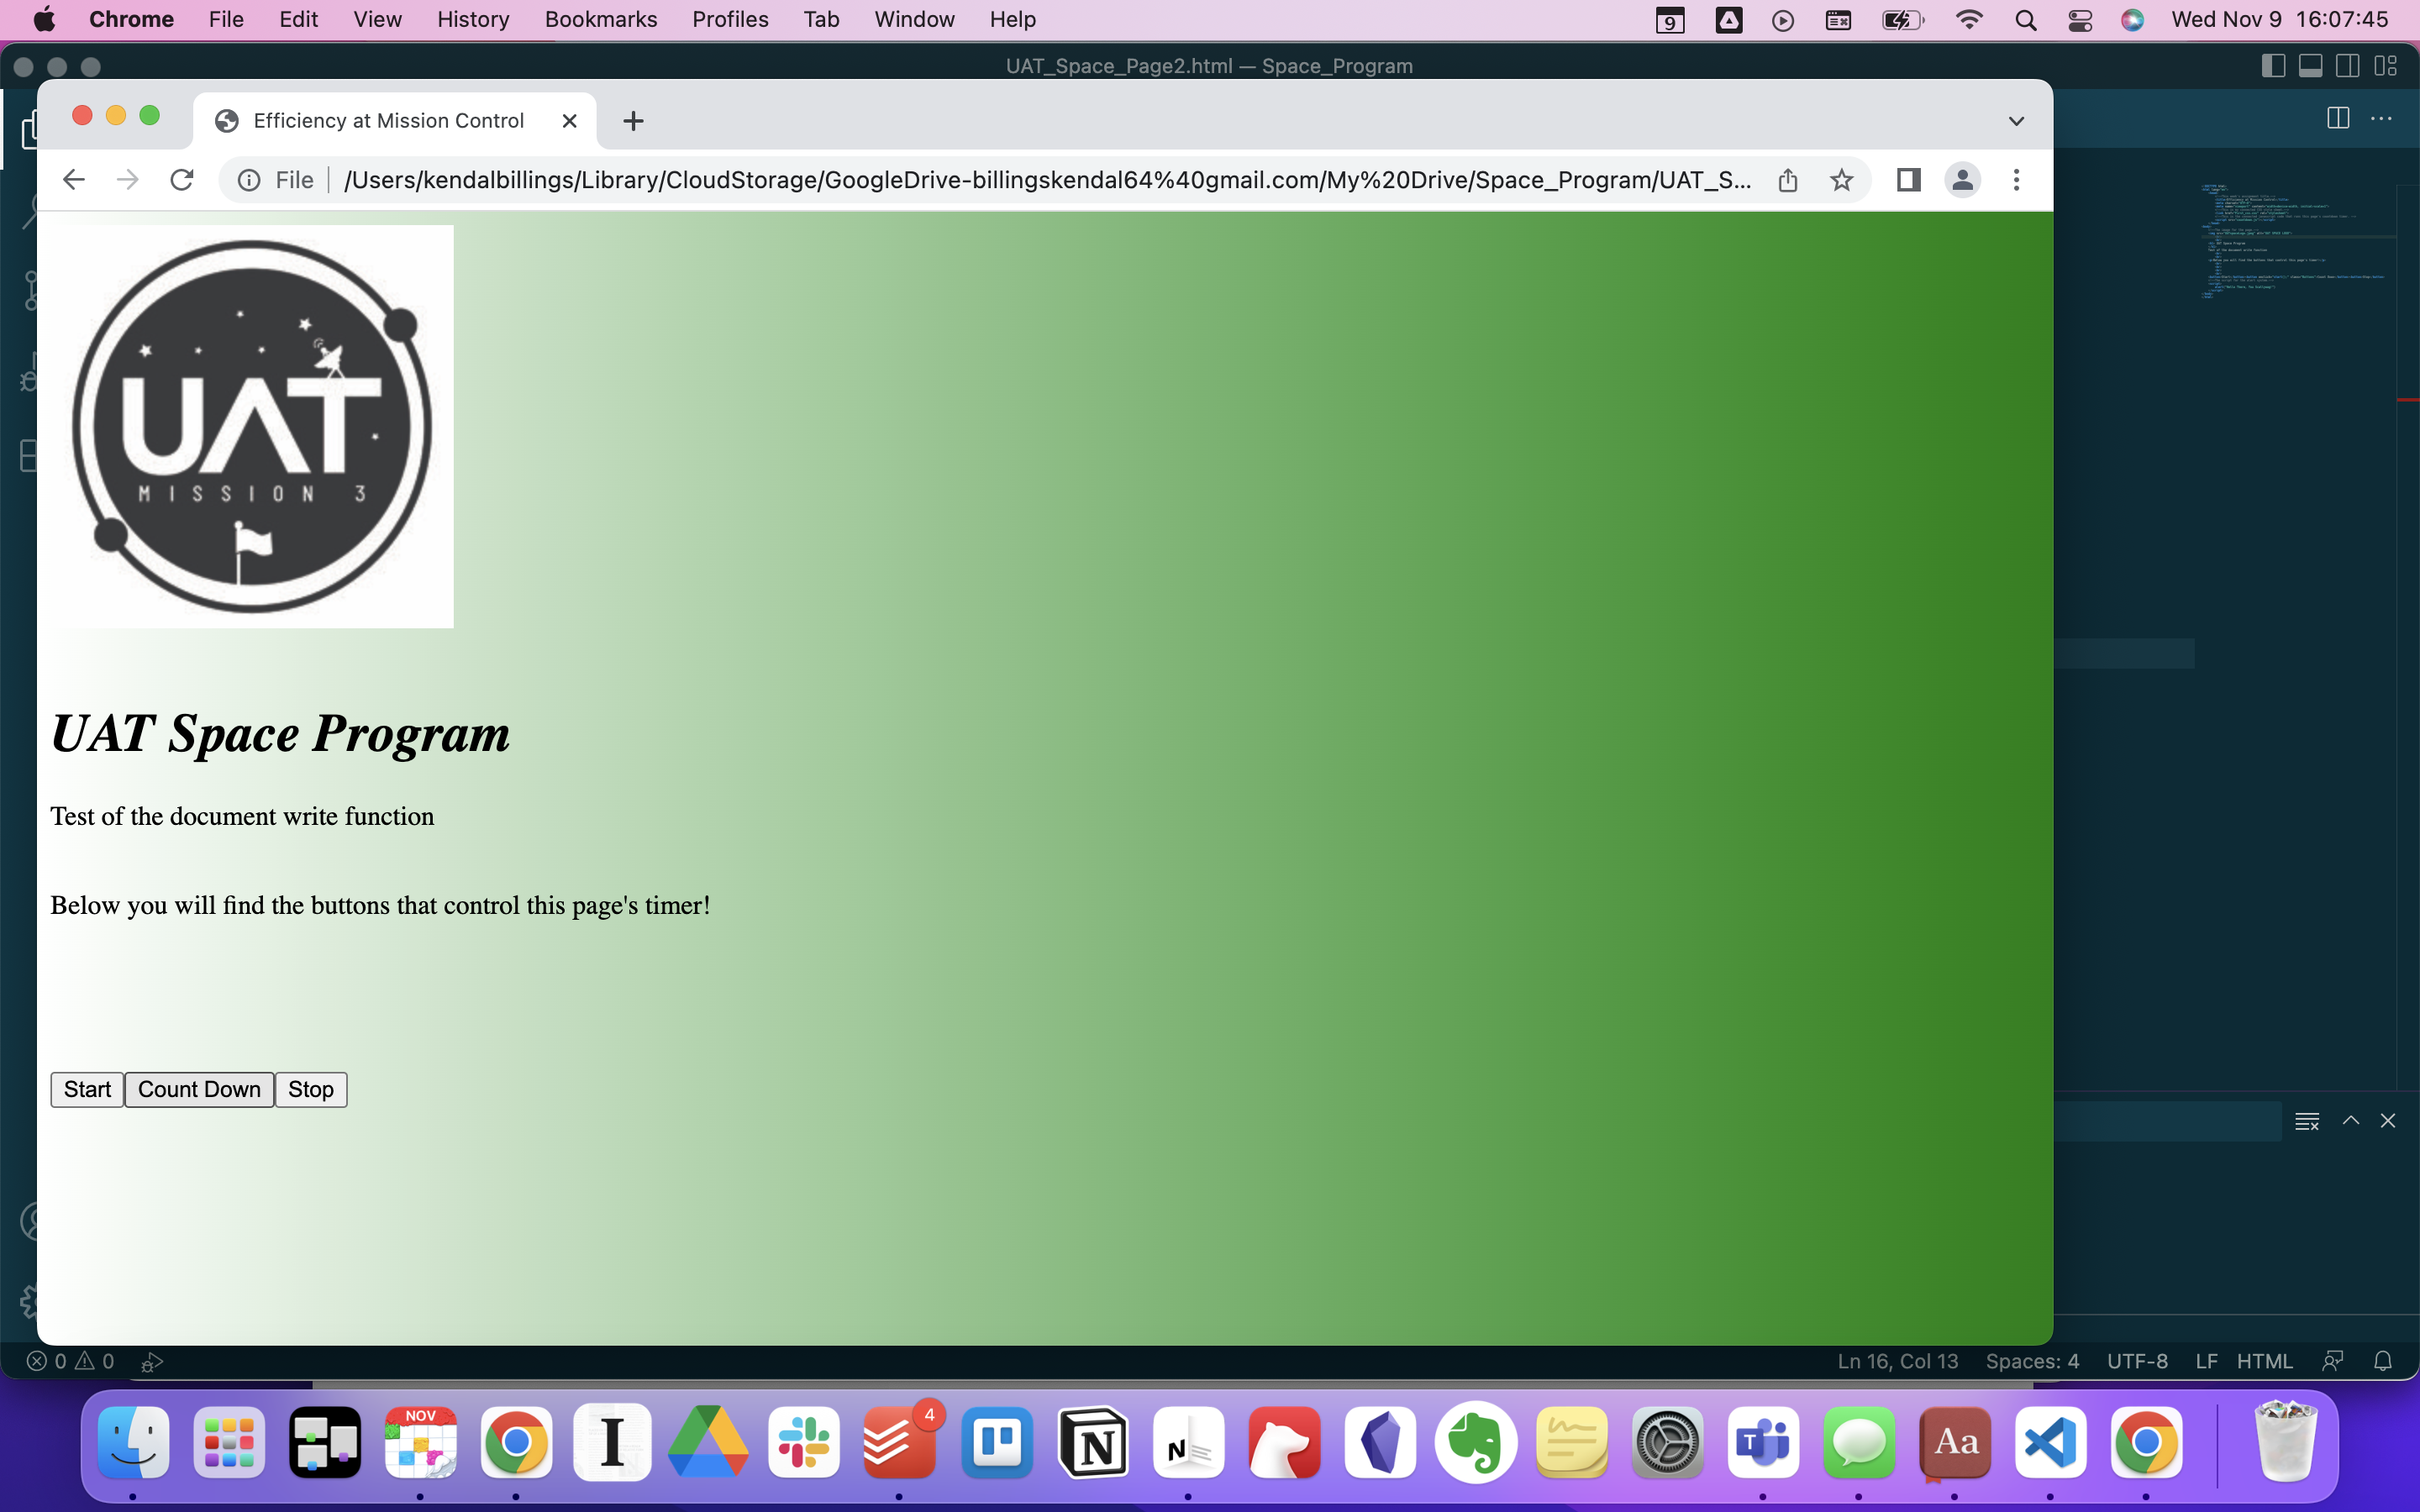 Chrome File Edit View History Bookmarks Profiles Tab Window Help 9 Wed Nov 9 16:07:45
UAT_Space_Page2.html — Space_Program
Efficiency at Mission Control
File /Users/kendalbillings/Library/CloudStorage/GoogleDrive-billingskendal64%40gmail.com/My%20Drive/Space_Program/UAT_S...
UAT
MISSION 3
UAT Space Program
Test of the document write function
Below you will find the buttons that control this page's timer!
Start Count Down Stop
0 0 Ln 16, Col 13 Spaces: 4 UTF-8 LF HTML
NOV 4
I N N T Aa